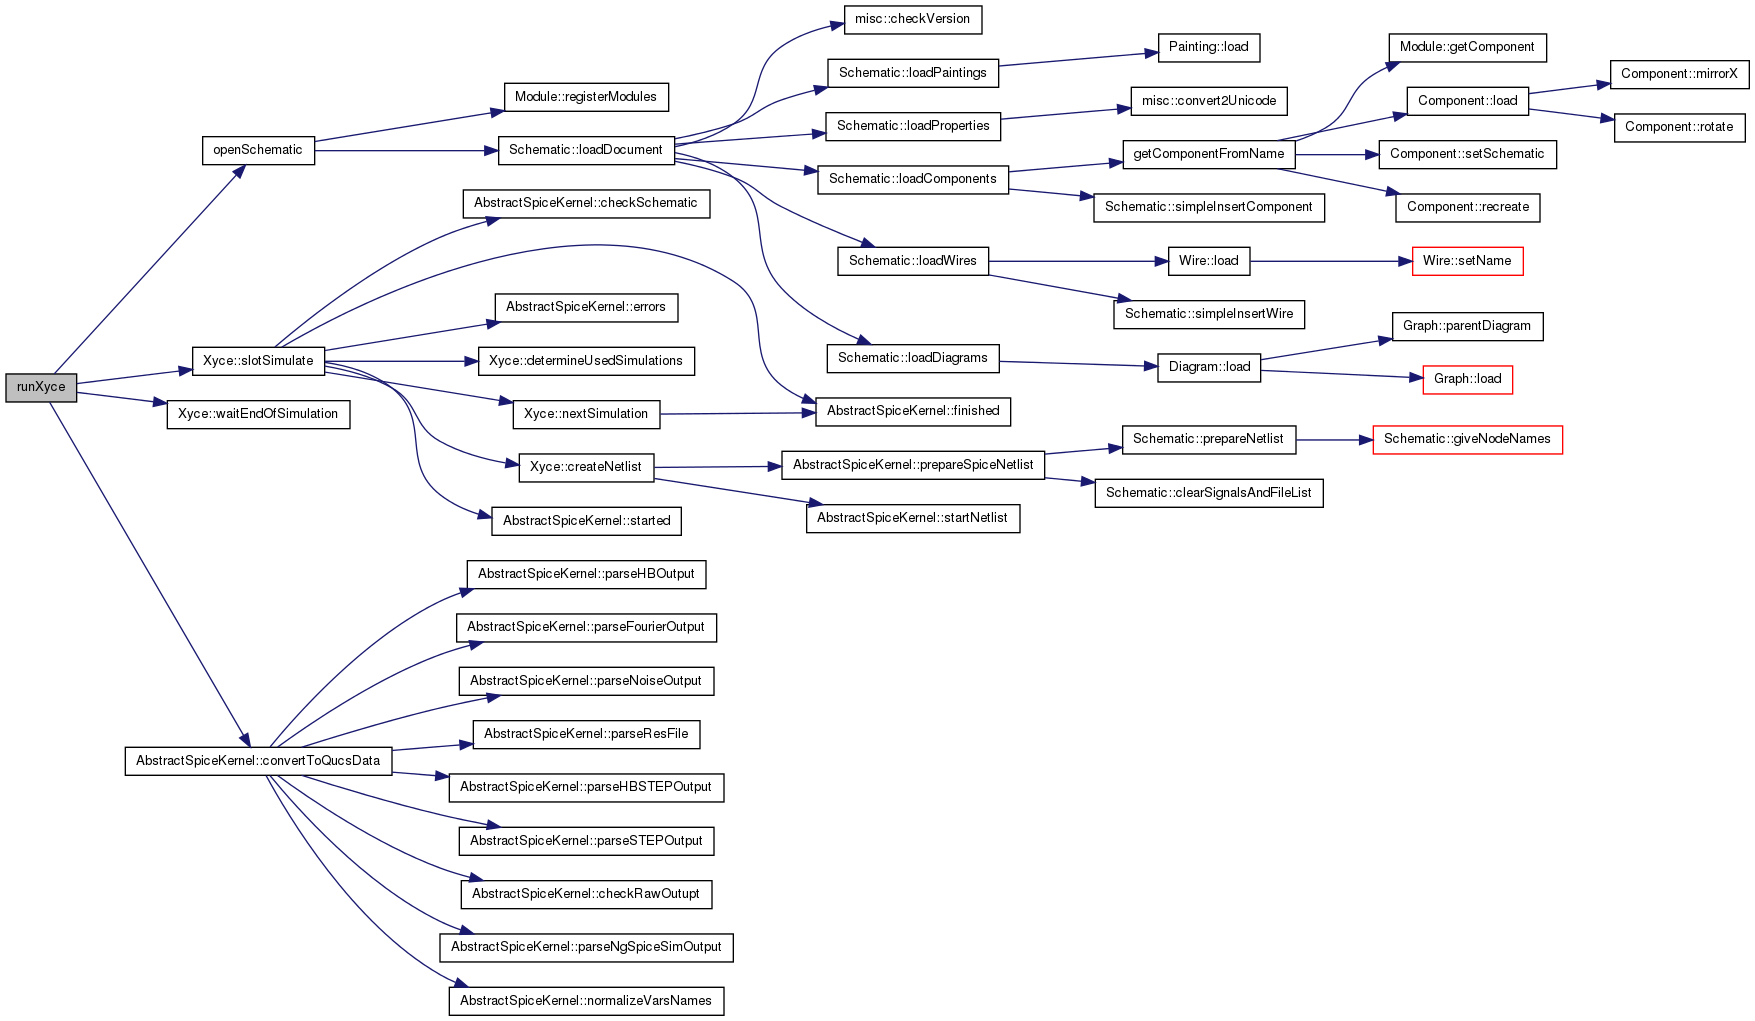 misc::checkVersion
Painting::load
Module::getComponent
Schematic::loadPaintings
Component::mirrorX
Module::registerModules
misc::convert2Unicode
Component::load
Schematic::loadProperties
Component::rotate
openSchematic
Schematic::loadDocument
getComponentFromName
Component::setSchematic
Schematic::loadComponents
AbstractSpiceKernel::checkSchematic
Schematic::simpleInsertComponent
Component::recreate
Schematic::loadWires
Wire::load
Wire::setName
AbstractSpiceKernel::errors
Schematic::simpleInsertWire
Graph::parentDiagram
Xyce::slotSimulate
Xyce::determineUsedSimulations
Schematic::loadDiagrams
Diagram::load
Graph::load
runXyce
Xyce::waitEndOfSimulation
Xyce::nextSimulation
AbstractSpiceKernel::finished
Schematic::prepareNetlist
Schematic::giveNodeNames
Xyce::createNetlist
AbstractSpiceKernel::prepareSpiceNetlist
Schematic::clearSignalsAndFileList
AbstractSpiceKernel::started
AbstractSpiceKernel::startNetlist
AbstractSpiceKernel::parseHBOutput
AbstractSpiceKernel::parseFourierOutput
AbstractSpiceKernel::parseNoiseOutput
AbstractSpiceKernel::parseResFile
AbstractSpiceKernel::convertToQucsData
AbstractSpiceKernel::parseHBSTEPOutput
AbstractSpiceKernel::parseSTEPOutput
AbstractSpiceKernel::checkRawOutupt
AbstractSpiceKernel::parseNgSpiceSimOutput
AbstractSpiceKernel::normalizeVarsNames